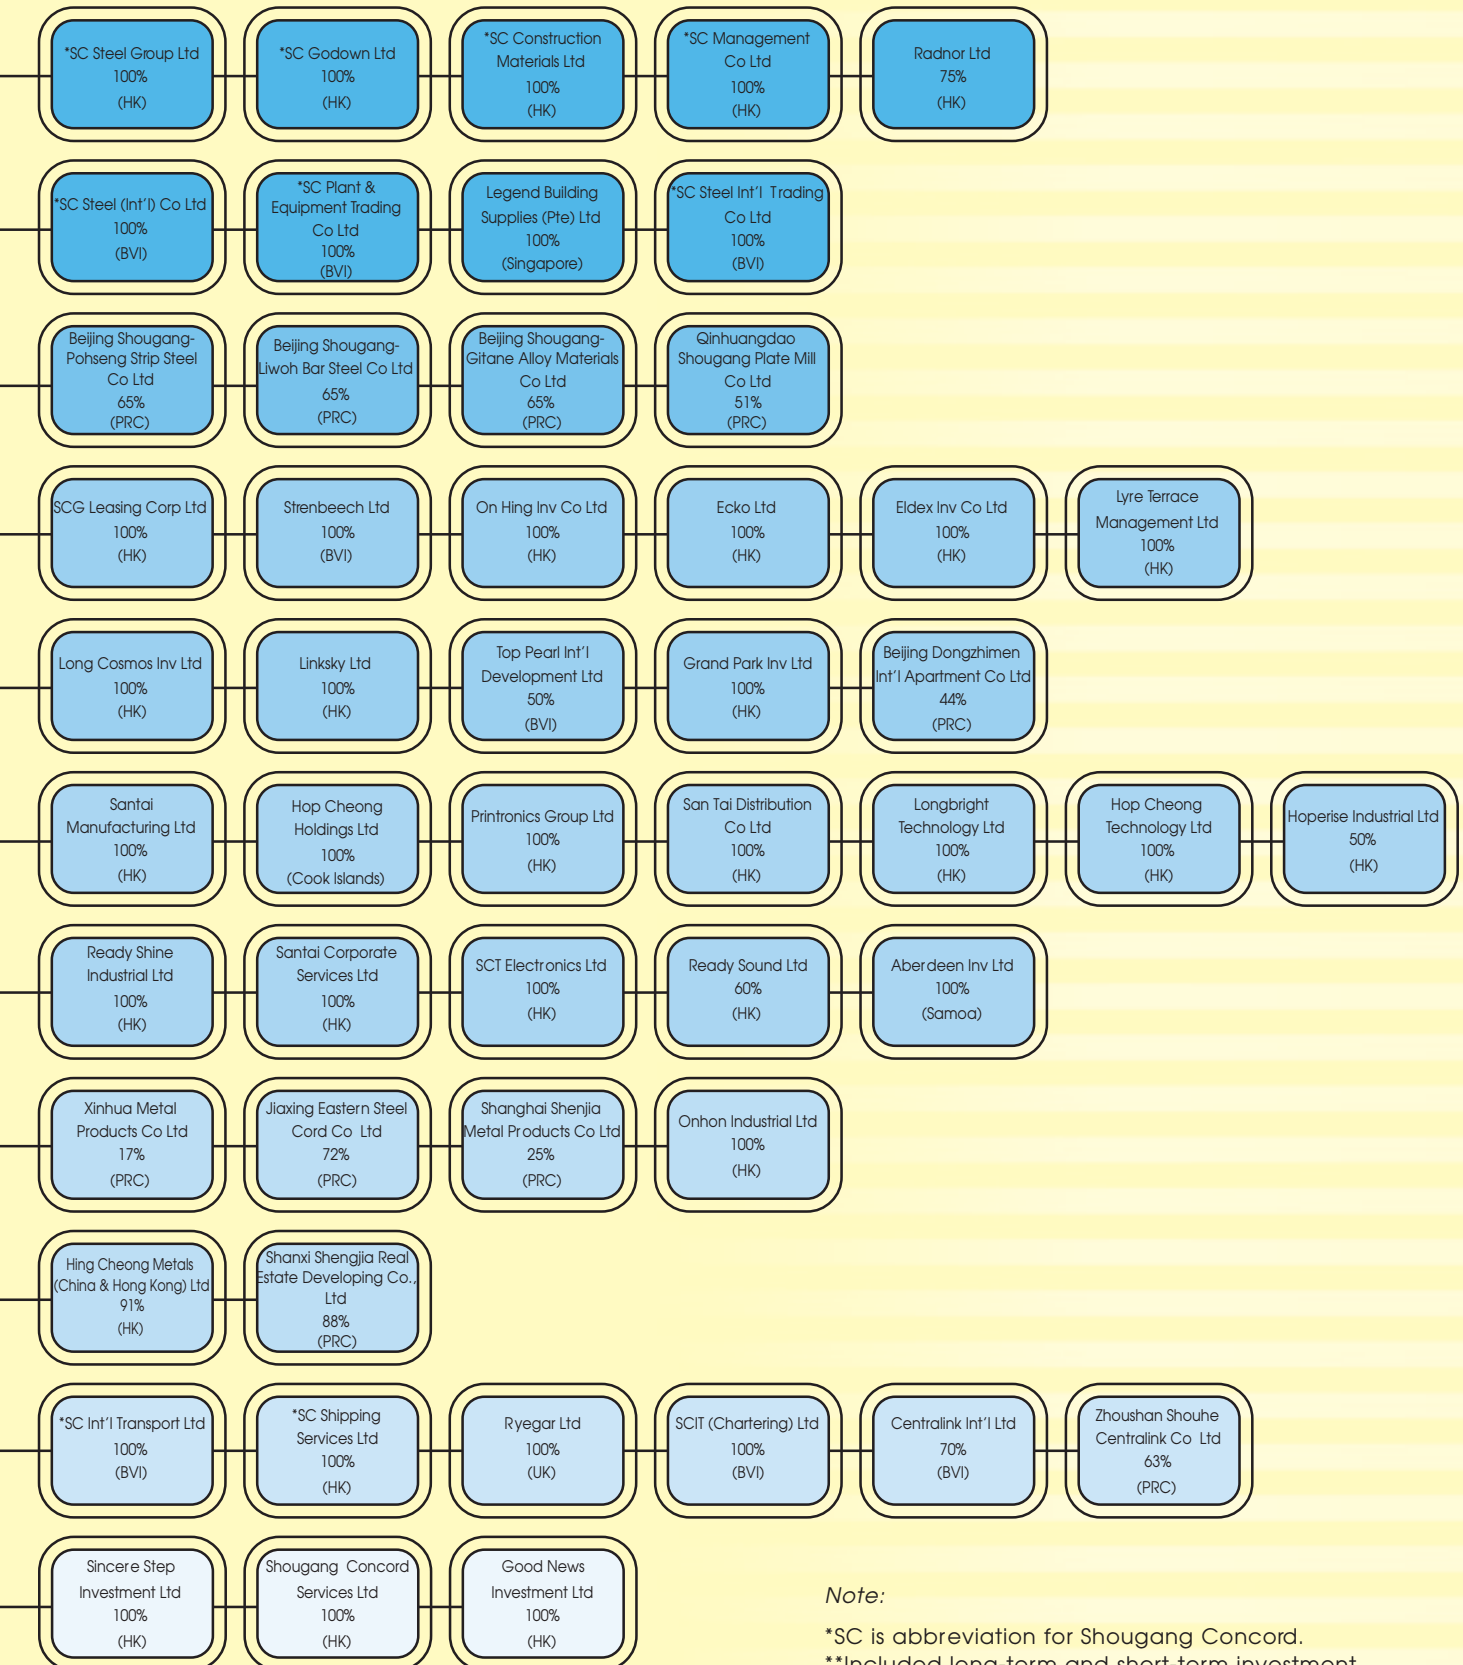 *SC Steel Group Ltd
100%
(HK)
*SC Godown Ltd
100%
(HK)
*SC Construction
Materials Ltd
100%
(HK)
*SC Management
Co Ltd
100%
(HK)
Radnor Ltd
75%
(HK)
*SC Steel (Int'l) Co Ltd
100%
(BVI)
*SC Plant &
Equipment Trading
Co Ltd
100%
(BVI)
Legend Building
Supplies (Pte) Ltd
100%
(Singapore)
*SC Steel Int'l Trading
Co Ltd
100%
(BVI)
Beijing Shougang-
Pohseng Strip Steel
Co Ltd
65%
(PRC)
Beijing Shougang-
Liwoh Bar Steel Co Ltd
65%
(PRC)
Beijing Shougang-
Gitane Alloy Materials
Co Ltd
65%
(PRC)
Qinhuangdao
Shougang Plate Mill
Co Ltd
51%
(PRC)
SCG Leasing Corp Ltd
100%
(HK)
Strenbeech Ltd
100%
(BVI)
On Hing Inv Co Ltd
100%
(HK)
Ecko Ltd
100%
(HK)
Eldex Inv Co Ltd
100%
(HK)
Lyre Terrace
Management Ltd
100%
(HK)
Long Cosmos Inv Ltd
100%
(HK)
Linksky Ltd
100%
(HK)
Top Pearl Int'l
Development Ltd
50%
(BVI)
Grand Park Inv Ltd
100%
(HK)
Beijing Dongzhimen
Int'l Apartment Co Ltd
44%
(PRC)
Santai
Manufacturing Ltd
100%
(HK)
Hop Cheong
Holdings Ltd
100%
(Cook Islands)
Printronics Group Ltd
100%
(HK)
San Tai Distribution
Co Ltd
100%
(HK)
Longbright
Technology Ltd
100%
(HK)
Hop Cheong
Technology Ltd
100%
(HK)
Hoperise Industrial Ltd
50%
(HK)
Ready Shine
Industrial Ltd
100%
(HK)
Santai Corporate
Services Ltd
100%
(HK)
SCT Electronics Ltd
100%
(HK)
Ready Sound Ltd
60%
(HK)
Aberdeen Inv Ltd
100%
(Samoa)
Xinhua Metal
Products Co Ltd
17%
(PRC)
Jiaxing Eastern Steel
Cord Co Ltd
72%
(PRC)
Shanghai Shenjia
Metal Products Co Ltd
25%
(PRC)
Onhon Industrial Ltd
100%
(HK)
Hing Cheong Metals
(China & Hong Kong) Ltd
91%
(HK)
Shanxi Shengjia Real
Estate Developing Co.,
Ltd
88%
(PRC)
*SC Int'l Transport Ltd
100%
(BVI)
*SC Shipping
Services Ltd
100%
(HK)
Ryegar Ltd
100%
(UK)
SCIT (Chartering) Ltd
100%
(BVI)
Centralink Int'l Ltd
70%
(BVI)
Zhoushan Shouhe
Centralink Co Ltd
63%
(PRC)
Sincere Step
Investment Ltd
100%
(HK)
Shougang Concord
Services Ltd
100%
(HK)
Good News
Investment Ltd
100%
(HK)
Note:
*SC is abbreviation for Shougang Concord.
**Included long-term and short-term investment